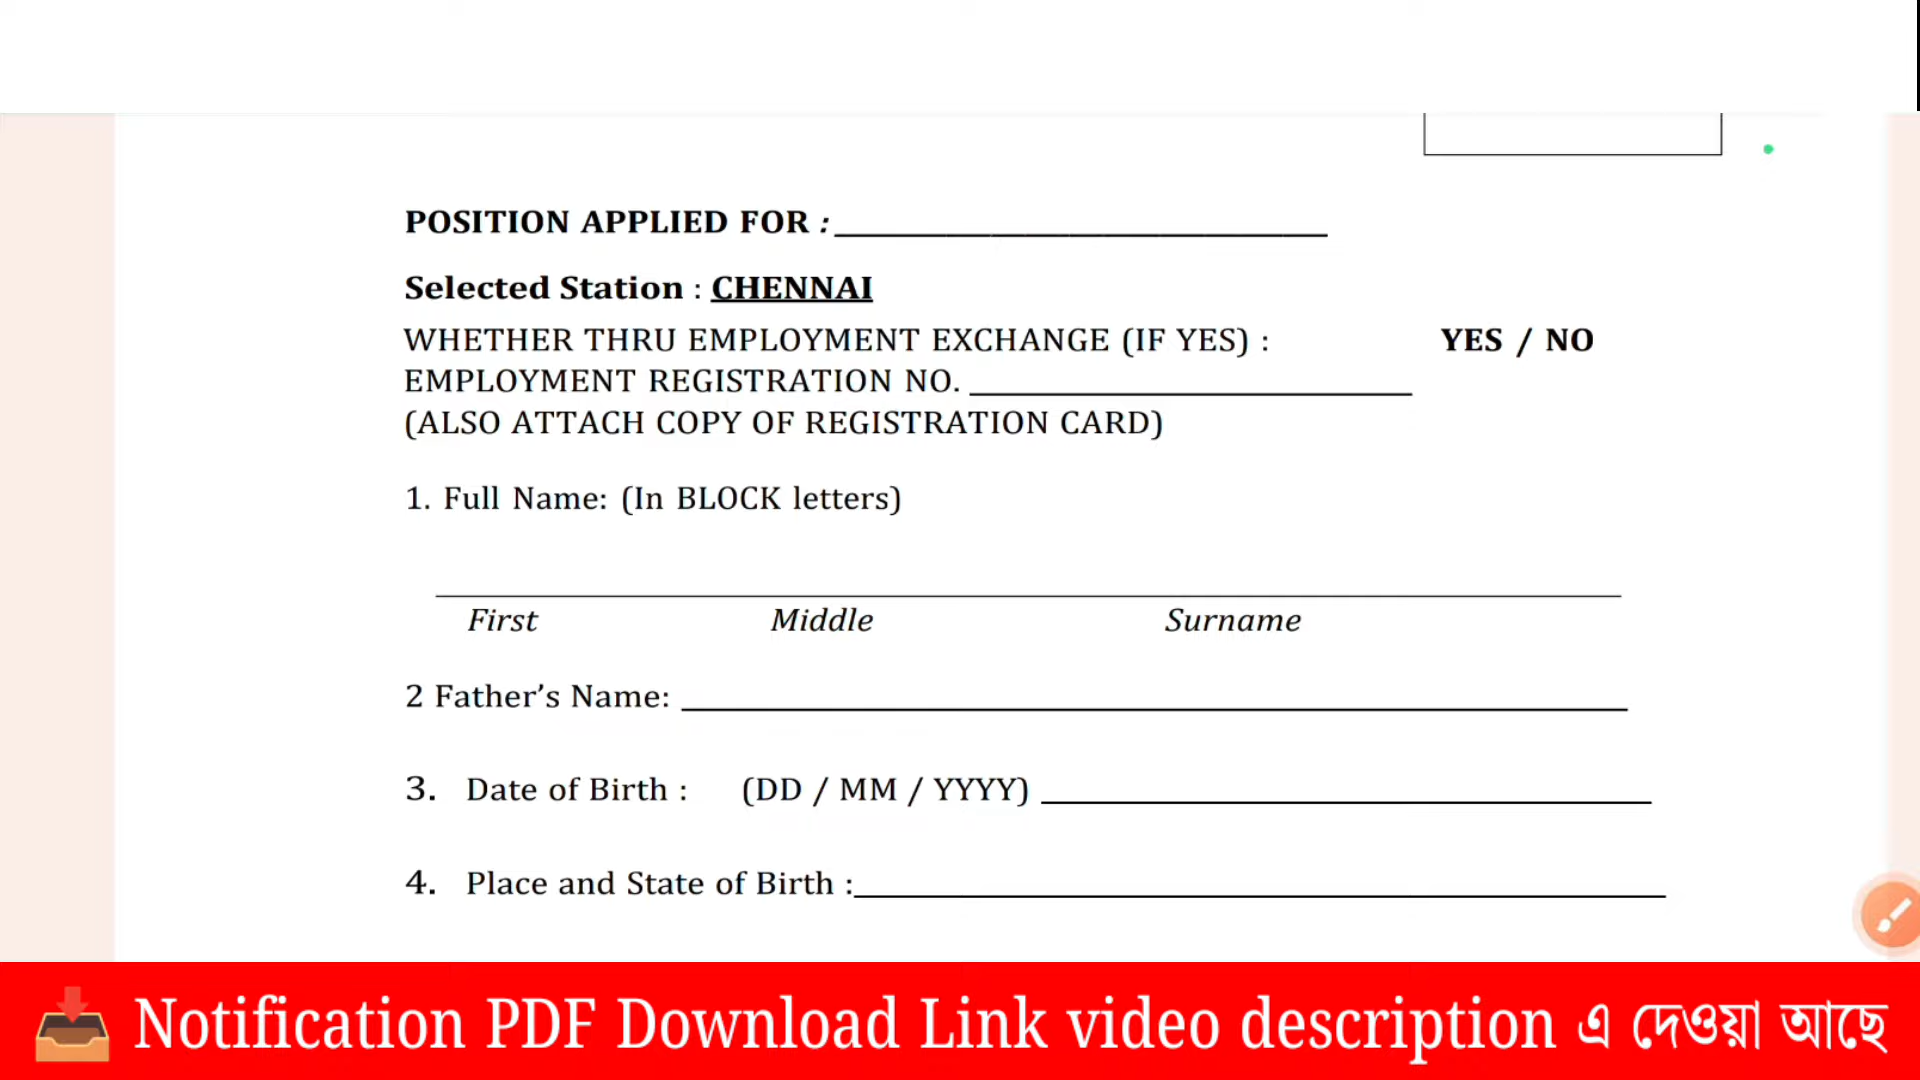 POSITION APPLIED FOR :
Selected Station : CHENNAI
WHETHER THRU EMPLOYMENT EXCHANGE (IF YES) : YES / NO
EMPLOYMENT REGISTRATION NO.
(ALSO ATTACH COPY OF REGISTRATION CARD)
1. Full Name: (In BLOCK letters)
First Middle Surname
2 Father’s Name:
3. Date of Birth : (DD / MM / YYYY)
4. Place and State of Birth :
Notification PDF Download Link video description এ দেওয়া আছে